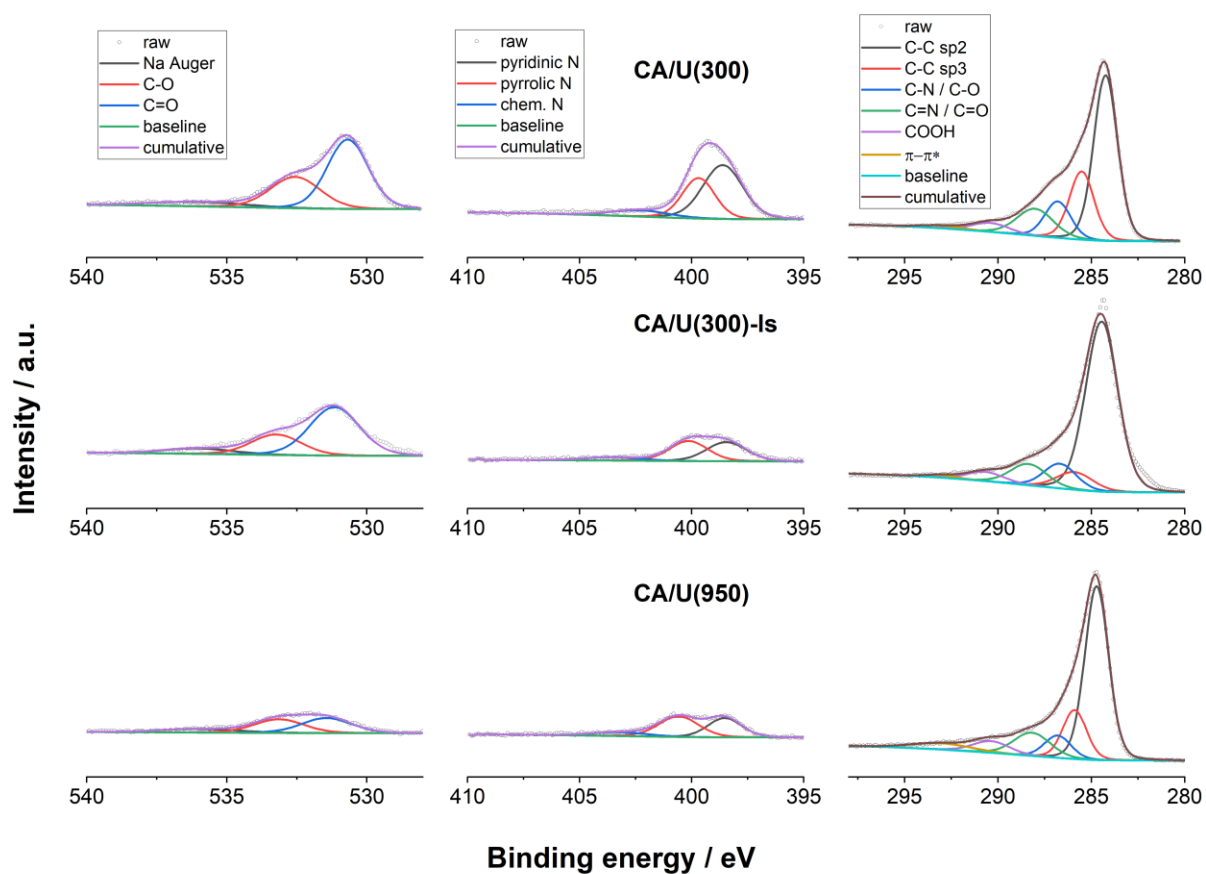 raw
Na Auger
C-O
C=O
baseline
cumulative
raw
pyridinic N
pyrrolic N
chem. N
baseline
cumulative
CA/U(300)
raw
C-C sp2
C-C sp3
C-N / C-O
C=N / C=O
COOH
π−π*
baseline
cumulative
540 535 530
410 405 400 395
295 290 285 280
CA/U(300)-ls
540 535 530
410 405 400 395
295 290 285 280
CA/U(950)
540 535 530
410 405 400 395
295 290 285 280
Intensity / a.u.
Binding energy / eV